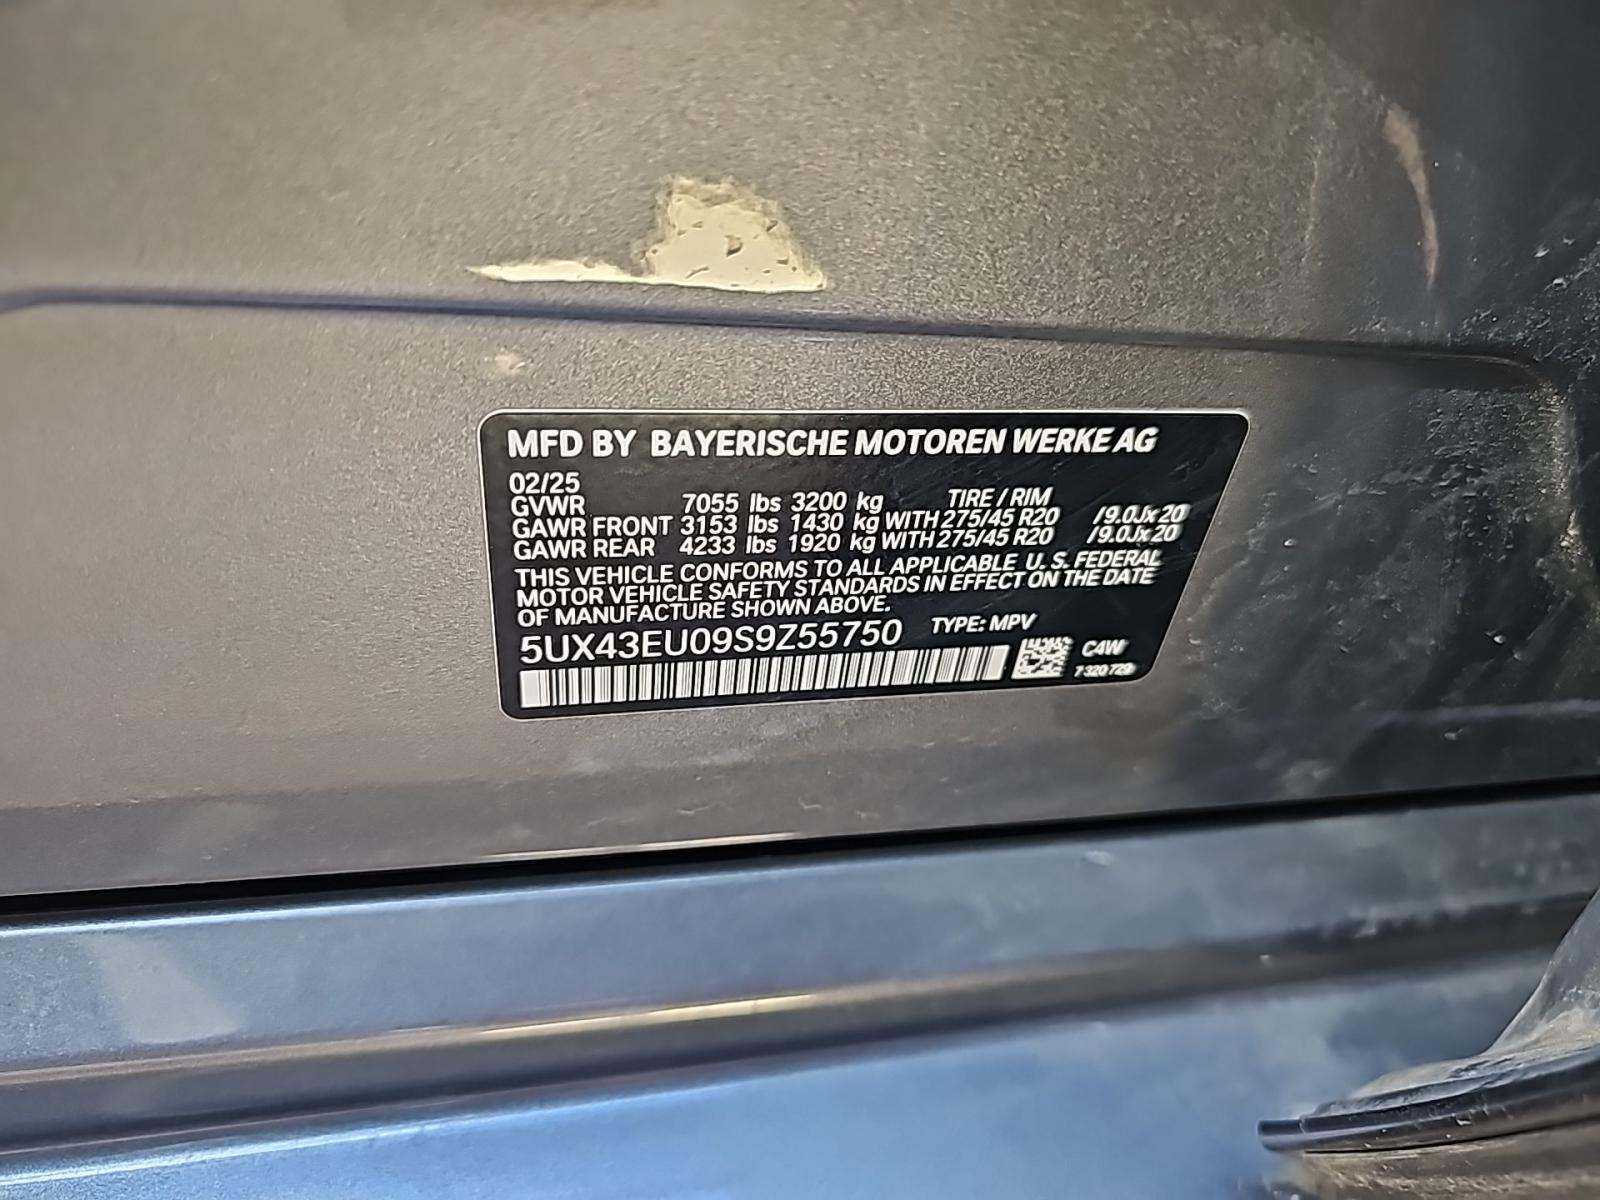 MFD BY BAYERISCHE MOTOREN WERKE AG
02/25
GVWR 7055 lbs 3200 kg TIRE / RIM
GAWR FRONT 3153 lbs 1430 kg WITH 275/45 R20 / 9.0Jx20
GAWR REAR 4233 lbs 1920 kg WITH 275/45 R20 / 9.0Jx20
THIS VEHICLE CONFORMS TO ALL APPLICABLE U. S. FEDERAL
MOTOR VEHICLE SAFETY STANDARDS IN EFFECT ON THE DATE
OF MANUFACTURE SHOWN ABOVE.
5UX43EU09S9Z55750 TYPE: MPV
C4W
7 320 729